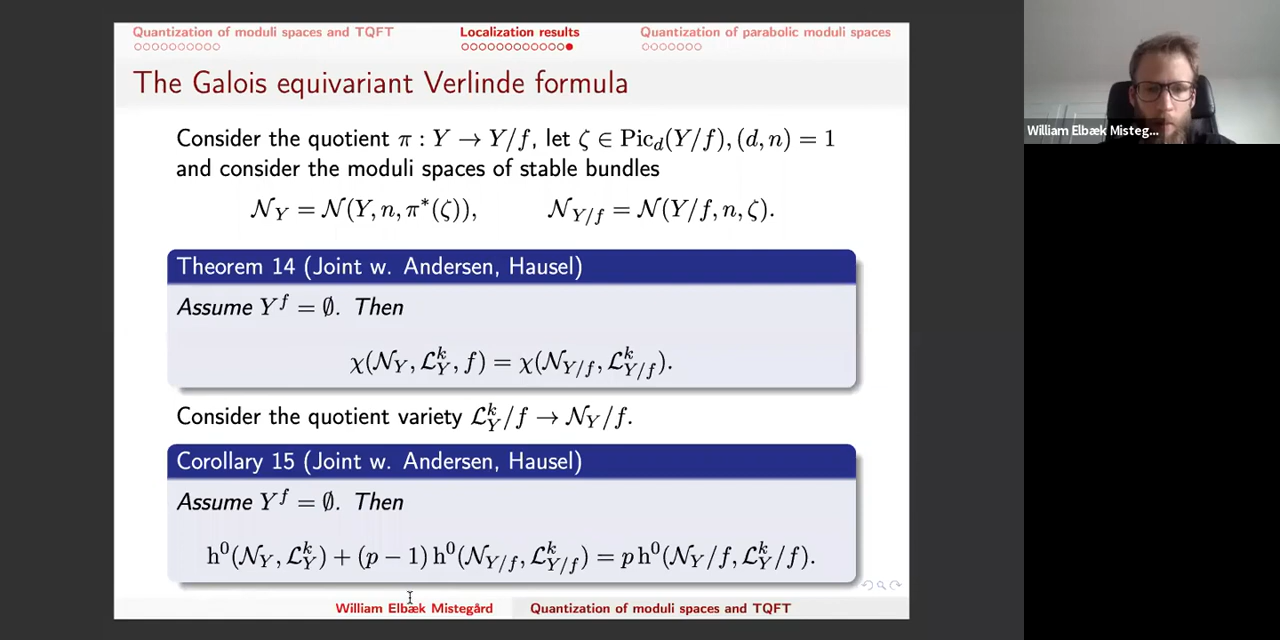 Quantization of moduli spaces and TQFT Localization results Quantization of parabolic moduli spaces
The Galois equivariant Verlinde formula
Consider the quotient π : Y → Y/f, let ζ ∈ Pic_d(Y/f), (d, n) = 1
and consider the moduli spaces of stable bundles
𝒩_Y = 𝒩(Y, n, π*(ζ)), 𝒩_{Y/f} = 𝒩(Y/f, n, ζ).
Theorem 14 (Joint w. Andersen, Hausel)
Assume Y^f = ∅. Then
χ(𝒩_Y, ℒ_Y^k, f) = χ(𝒩_{Y/f}, ℒ_{Y/f}^k).
Consider the quotient variety ℒ_Y^k/f → 𝒩_Y/f.
Corollary 15 (Joint w. Andersen, Hausel)
Assume Y^f = ∅. Then
h^0(𝒩_Y, ℒ_Y^k) + (p − 1) h^0(𝒩_{Y/f}, ℒ_{Y/f}^k) = p h^0(𝒩_Y/f, ℒ_Y^k/f).
William Elbæk Mistegård Quantization of moduli spaces and TQFT
William Elbæk Misteg...